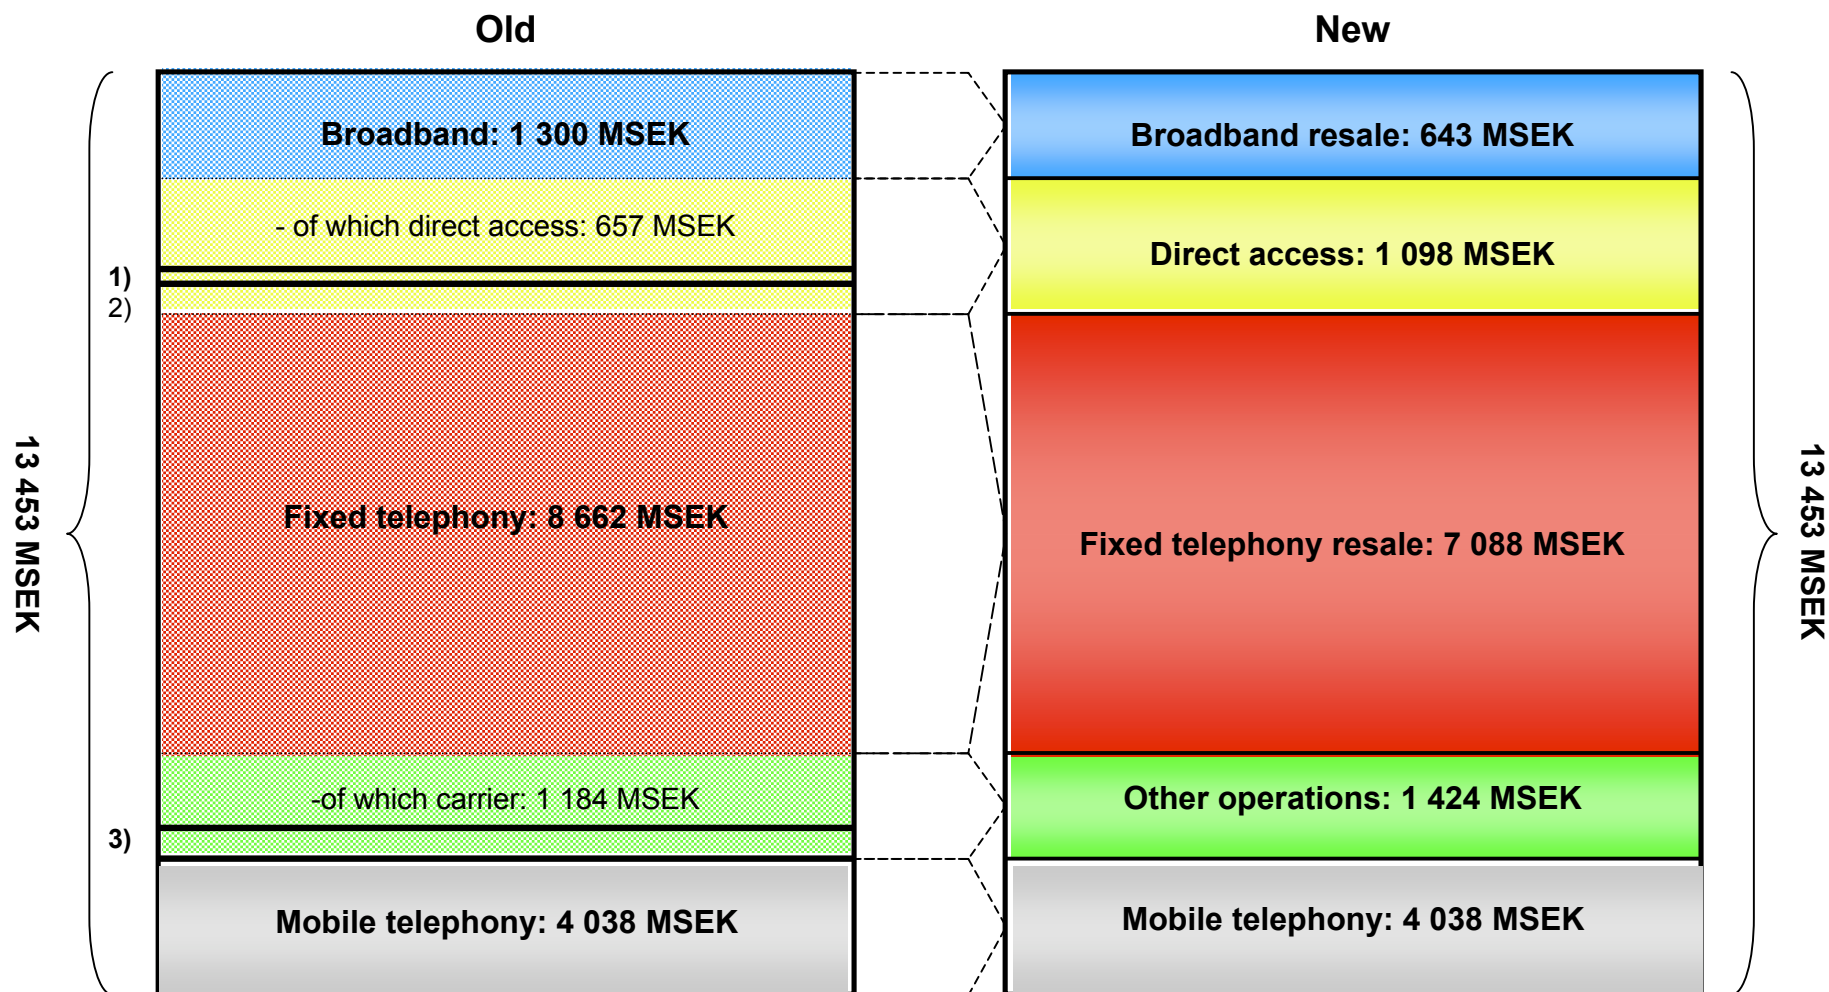 Old
New
Broadband: 1 300 MSEK
- of which direct access: 657 MSEK
1)
2)
Fixed telephony: 8 662 MSEK
-of which carrier: 1 184 MSEK
3)
Mobile telephony: 4 038 MSEK
13 453 MSEK
Broadband resale: 643 MSEK
Direct access: 1 098 MSEK
Fixed telephony resale: 7 088 MSEK
Other operations: 1 424 MSEK
Mobile telephony: 4 038 MSEK
13 453 MSEK